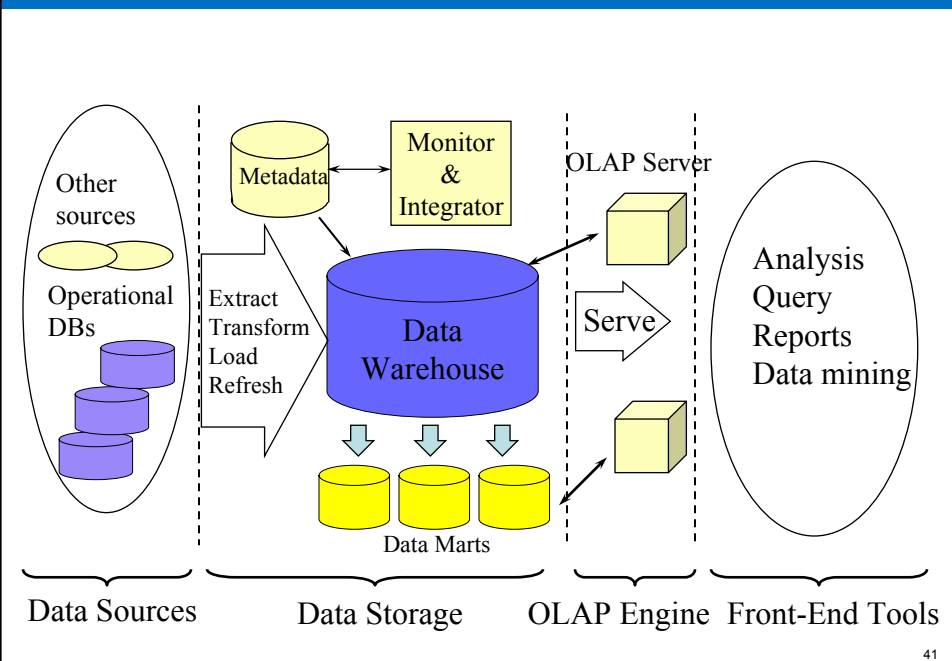 Other
sources
Operational
DBs
Extract
Transform
Load
Refresh
Metadata
Monitor
&
Integrator
Data
Warehouse
Data Marts
OLAP Server
Serve
Analysis
Query
Reports
Data mining
Data Sources
Data Storage
OLAP Engine
Front-End Tools
41